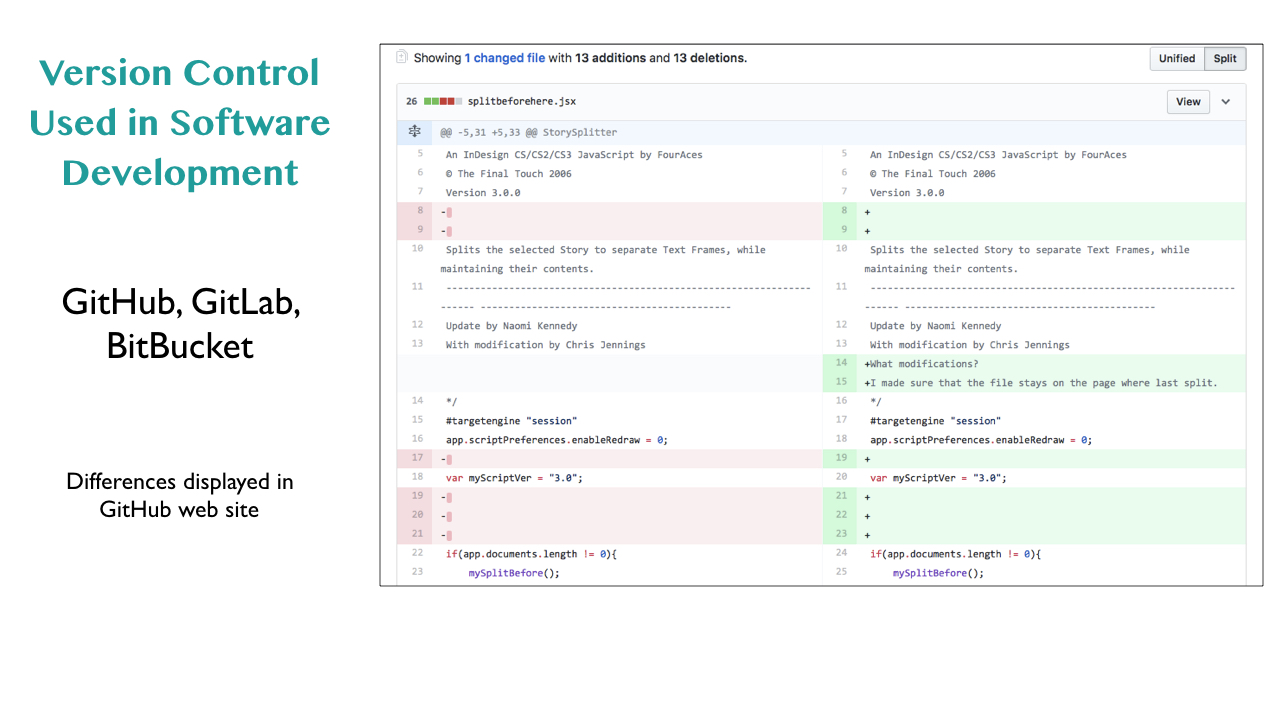 Version Control
Used in Software
Development
GitHub, GitLab,
BitBucket
Differences displayed in
GitHub web site
Showing 1 changed file with 13 additions and 13 deletions.
Unified Split
26 splitbeforehere.jsx
View
@@ -5,31 +5,33 @@ StorySplitter
5 An InDesign CS/CS2/CS3 JavaScript by FourAces
6 © The Final Touch 2006
7 Version 3.0.0
8 -
9 -
10 Splits the selected Story to separate Text Frames, while
maintaining their contents.
11 ----------------------------------------------------------------
------ --------------------------------------------
12 Update by Naomi Kennedy
13 With modification by Chris Jennings
14 */
15 #targetengine "session"
16 app.scriptPreferences.enableRedraw = 0;
17 -
18 var myScriptVer = "3.0";
19 -
20 -
21 -
22 if(app.documents.length != 0){
23 mySplitBefore();
5 An InDesign CS/CS2/CS3 JavaScript by FourAces
6 © The Final Touch 2006
7 Version 3.0.0
8 +
9 +
10 Splits the selected Story to separate Text Frames, while
maintaining their contents.
11 ----------------------------------------------------------------
------ --------------------------------------------
12 Update by Naomi Kennedy
13 With modification by Chris Jennings
14 +What modifications?
15 +I made sure that the file stays on the page where last split.
16 */
17 #targetengine "session"
18 app.scriptPreferences.enableRedraw = 0;
19 +
20 var myScriptVer = "3.0";
21 +
22 +
23 +
24 if(app.documents.length != 0){
25 mySplitBefore();